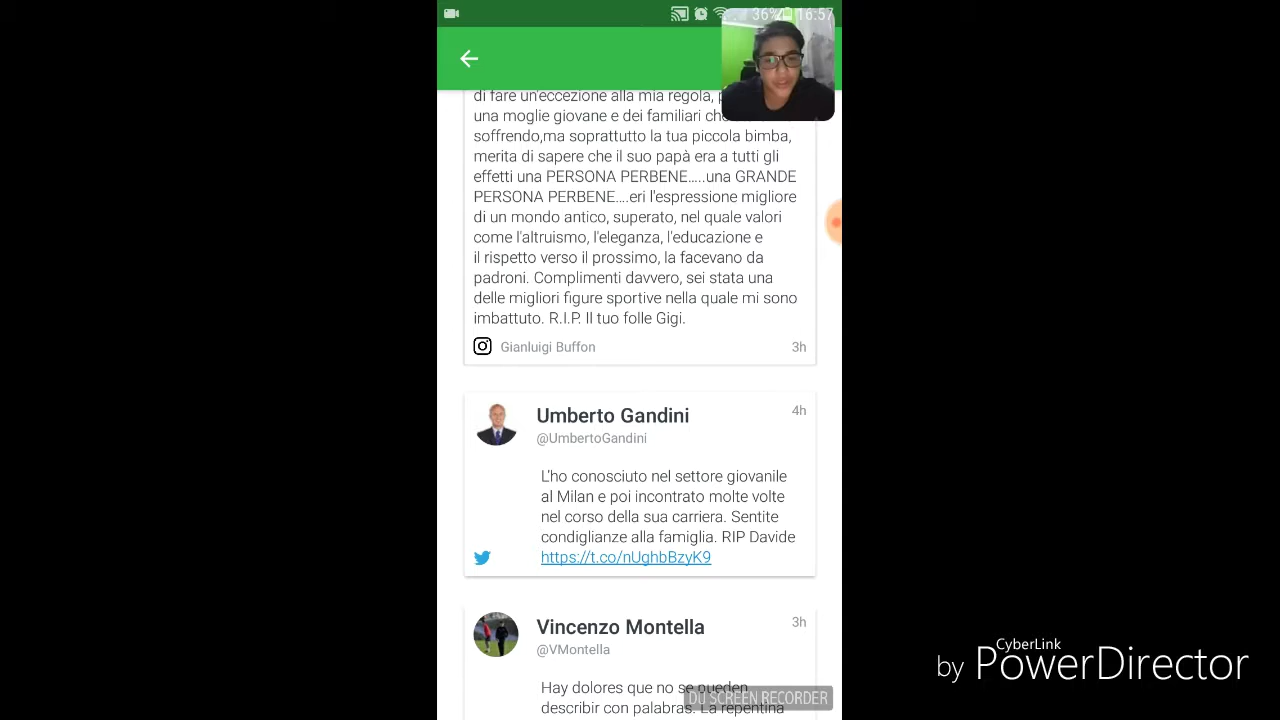 36% 16:57
di fare un'eccezione alla mia regola,
una moglie giovane e dei familiari
soffrendo,ma soprattutto la tua piccola bimba,
merita di sapere che il suo papà era a tutti gli
effetti una PERSONA PERBENE…..una GRANDE
PERSONA PERBENE….eri l'espressione migliore
di un mondo antico, superato, nel quale valori
come l'altruismo, l'eleganza, l'educazione e
il rispetto verso il prossimo, la facevano da
padroni. Complimenti davvero, sei stata una
delle migliori figure sportive nella quale mi sono
imbattuto. R.I.P. Il tuo folle Gigi.
Gianluigi Buffon 3h
Umberto Gandini 4h
@UmbertoGandini
L'ho conosciuto nel settore giovanile
al Milan e poi incontrato molte volte
nel corso della sua carriera. Sentite
condiglianze alla famiglia. RIP Davide
https://t.co/nUghbBzyK9
Vincenzo Montella 3h
@VMontella
Hay dolores que no se pueden
describir con palabras. La repentina
DU SCREEN RECORDER
CyberLink
by PowerDirector